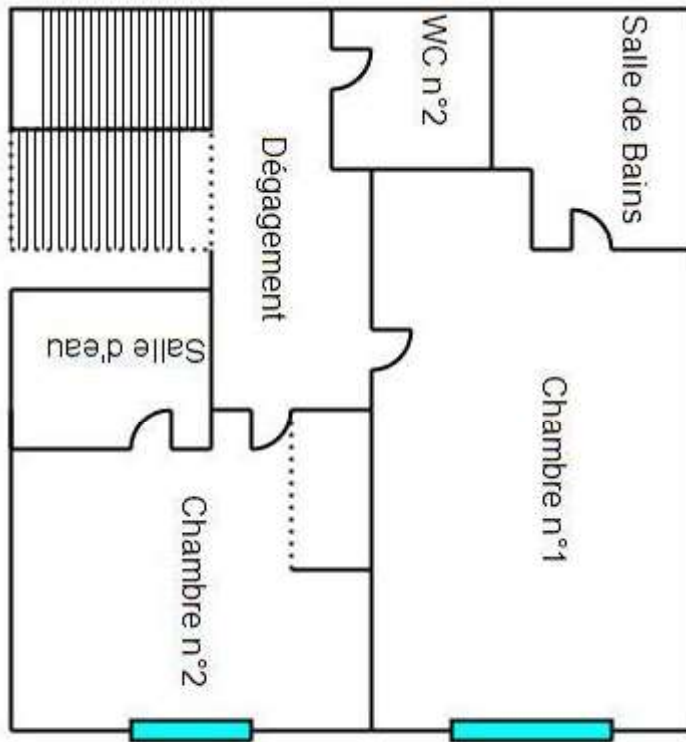 Salle de Bains
WC n°2
Dégagement
Salle d'eau
Chambre n°1
Chambre n°2